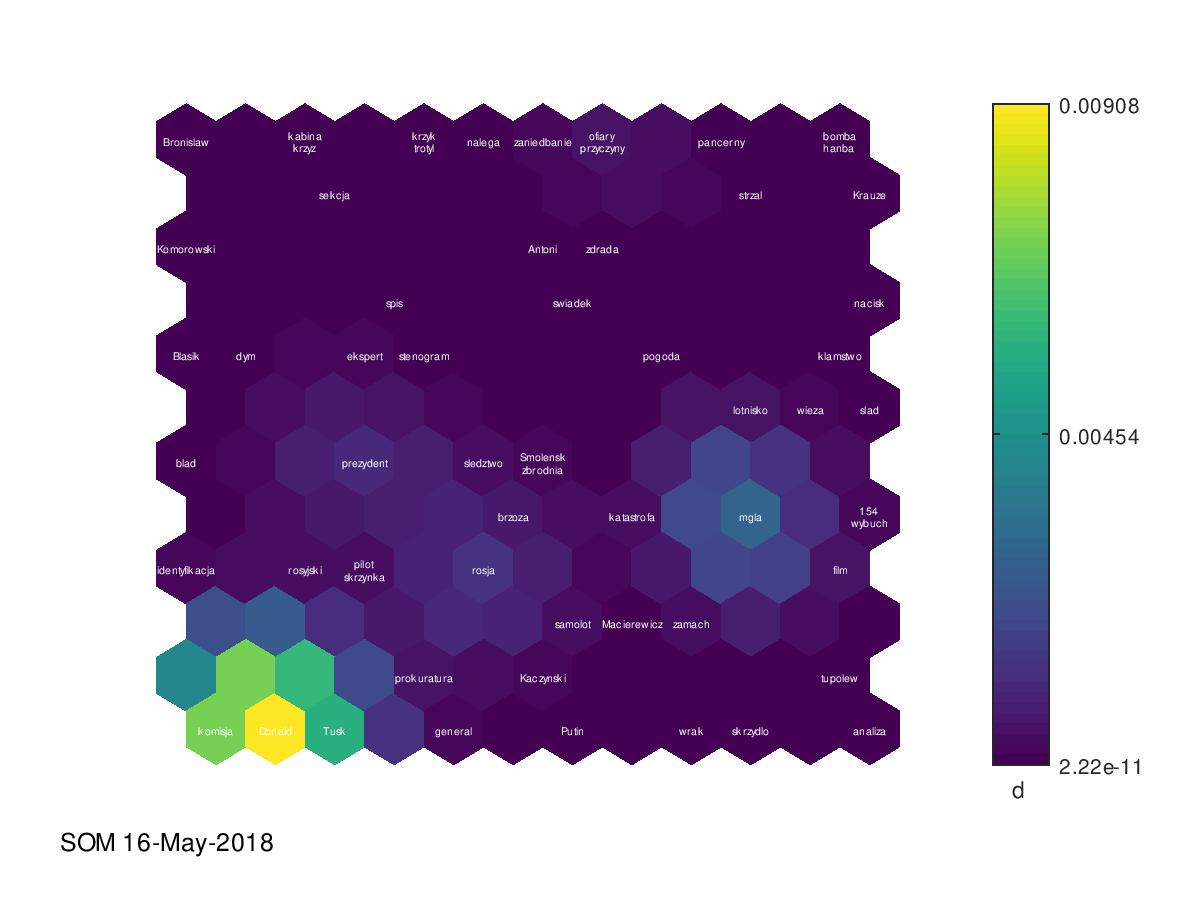 0.00908
Bronislaw
kabina
krzyz
krzyk
trotyl
nalega
zaniedbanie
ofiary
przyczyny
pancerny
bomba
hanba
sekcja
strzal
Krauze
Komorowski
Antoni
zdrada
spis
swiadek
nacisk
Blasik
dym
ekspert
stenogram
pogoda
klamstwo
lotnisko
wieza
slad
0.00454
blad
prezydent
sledztwo
Smolensk
zbrodnia
brzoza
katastrofa
mgla
154
wybuch
identyfikacja
rosyjski
pilot
skrzynka
rosja
film
samolot
Macierewicz
zamach
prokuratura
Kaczynski
tupolew
komisja
Donald
Tusk
general
Putin
wrak
skrzydlo
analiza
2.22e-11
d
SOM 16-May-2018